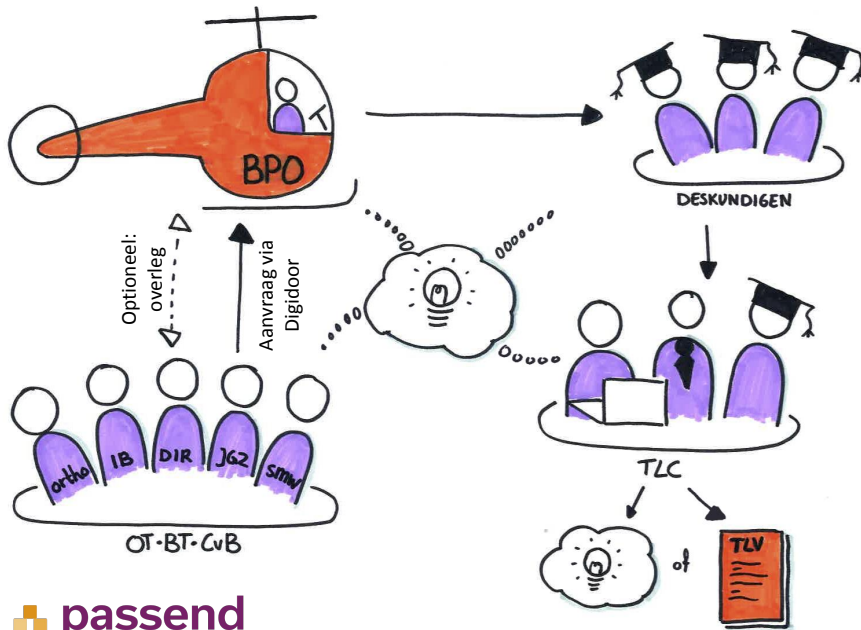 BPO
DESKUNDIGEN
Optioneel:
overleg
Aanvraag via
Digidoor
ortho
IB
DIR
JGZ
smw
OT-BT-CvB
TLC
of
TLV
passend